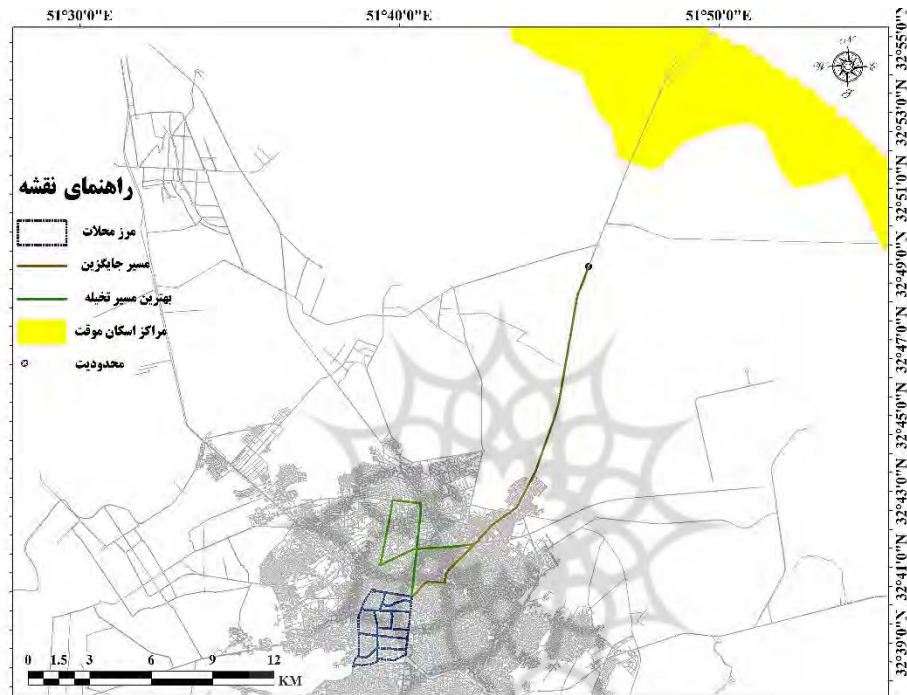 51°30'0"E 51°40'0"E 51°50'0"E
32°55'0"N
32°53'0"N
32°51'0"N
32°49'0"N
32°47'0"N
32°45'0"N
32°43'0"N
32°41'0"N
32°39'0"N
N
W E
S
راهنمای نقشه
مرز محلات
مسیر جایگزین
بهترین مسیر تخیله
مراکز اسکان موقت
محدودیت
0 1.5 3 6 9 12
KM